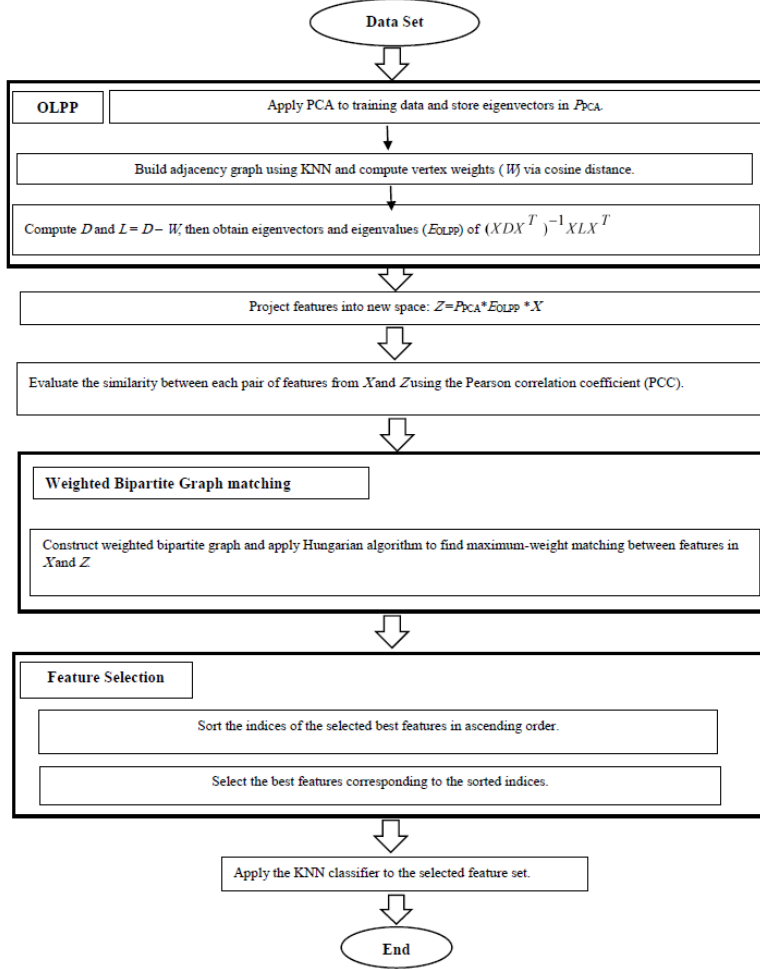 Data Set
OLPP
Apply PCA to training data and store eigenvectors in PPCA.
Build adjacency graph using KNN and compute vertex weights (W) via cosine distance.
Compute D and L = D − W, then obtain eigenvectors and eigenvalues (EOLPP) of (XDX^T)^−1 XLX^T
Project features into new space: Z=PPCA*EOLPP *X
Evaluate the similarity between each pair of features from X and Z using the Pearson correlation coefficient (PCC).
Weighted Bipartite Graph matching
Construct weighted bipartite graph and apply Hungarian algorithm to find maximum-weight matching between features in
X and Z
Feature Selection
Sort the indices of the selected best features in ascending order.
Select the best features corresponding to the sorted indices.
Apply the KNN classifier to the selected feature set.
End